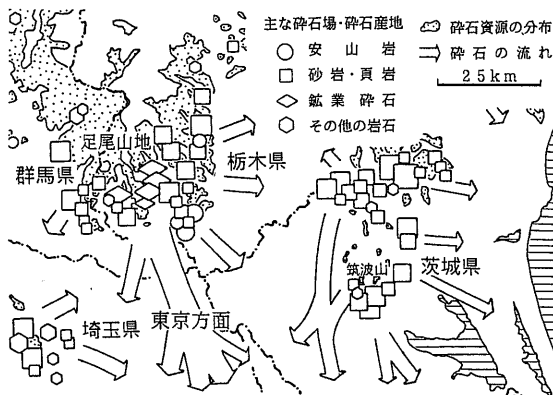 主な砕石場・砕石産地
安山岩
砂岩・頁岩
鉱業砕石
その他の岩石
砕石資源の分布
砕石の流れ
25km
足尾山地
群馬県
栃木県
筑波山
茨城県
埼玉県
東京方面